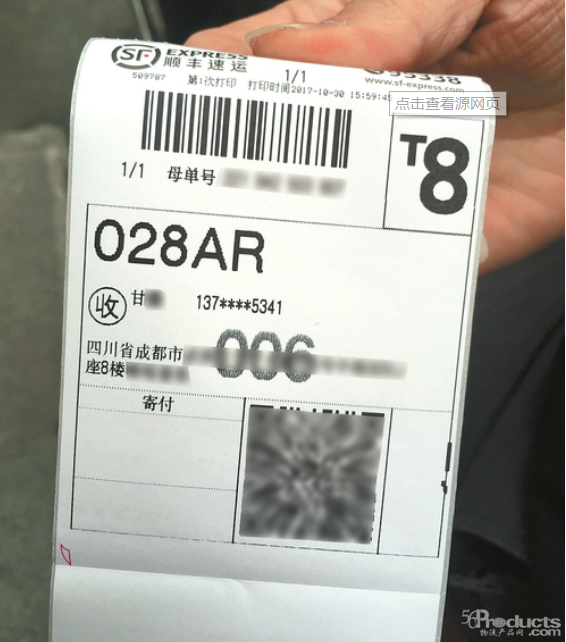 SF EXPRESS
顺丰速运
509787 第1次打印 1/1 打印时间2017-10-30 15:59:45
www.sf-express.com
点击查看源网页
1/1 母单号
T8
028AR
收 甘 137****5341
006
四川省成都市
座8楼
寄付
56Products.com
物流产品网